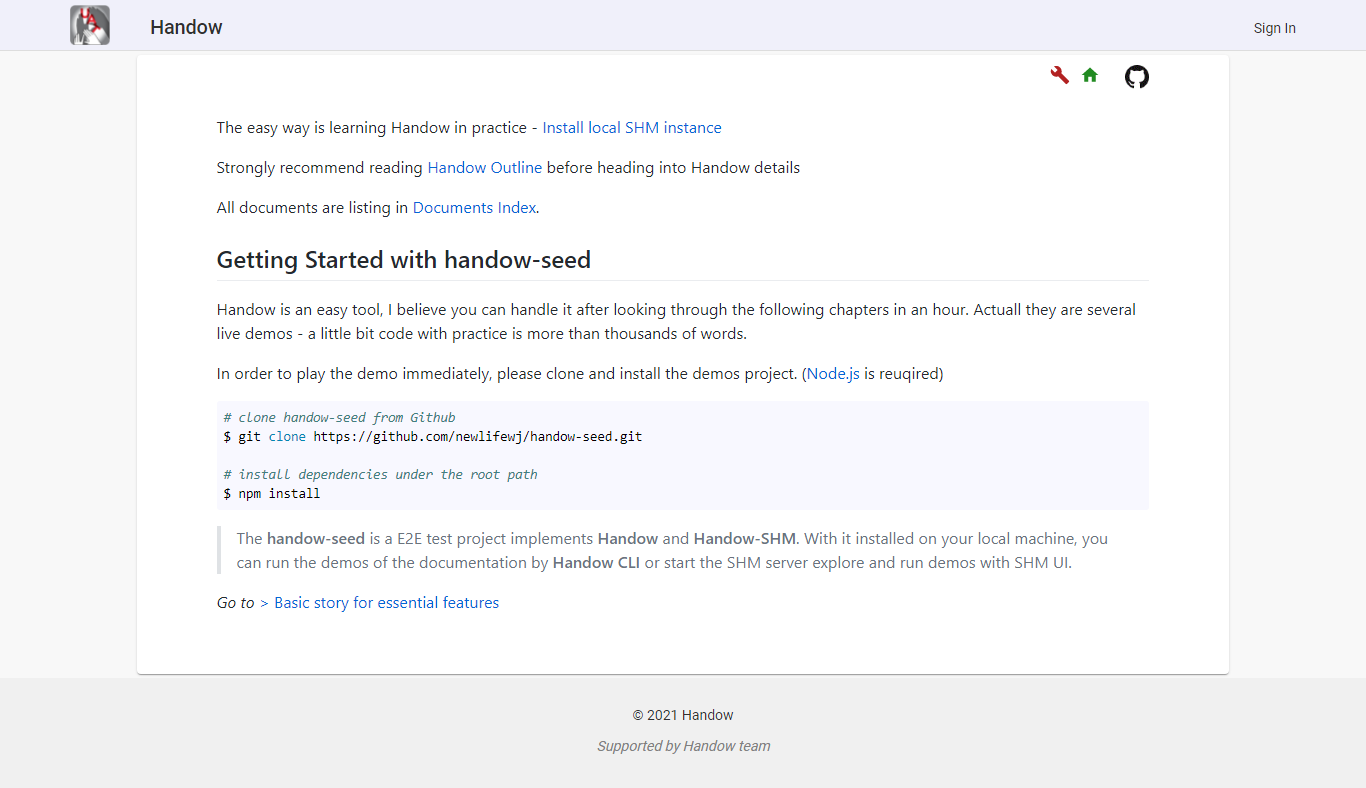 Handow
Sign In
The easy way is learning Handow in practice - Install local SHM instance
Strongly recommend reading Handow Outline before heading into Handow details
All documents are listing in Documents Index.
Getting Started with handow-seed
Handow is an easy tool, I believe you can handle it after looking through the following chapters in an hour. Actuall they are several
live demos - a little bit code with practice is more than thousands of words.
In order to play the demo immediately, please clone and install the demos project. (Node.js is reuqired)
# clone handow-seed from Github
$ git clone https://github.com/newlifewj/handow-seed.git
# install dependencies under the root path
$ npm install
The handow-seed is a E2E test project implements Handow and Handow-SHM. With it installed on your local machine, you
can run the demos of the documentation by Handow CLI or start the SHM server explore and run demos with SHM UI.
Go to > Basic story for essential features
© 2021 Handow
Supported by Handow team